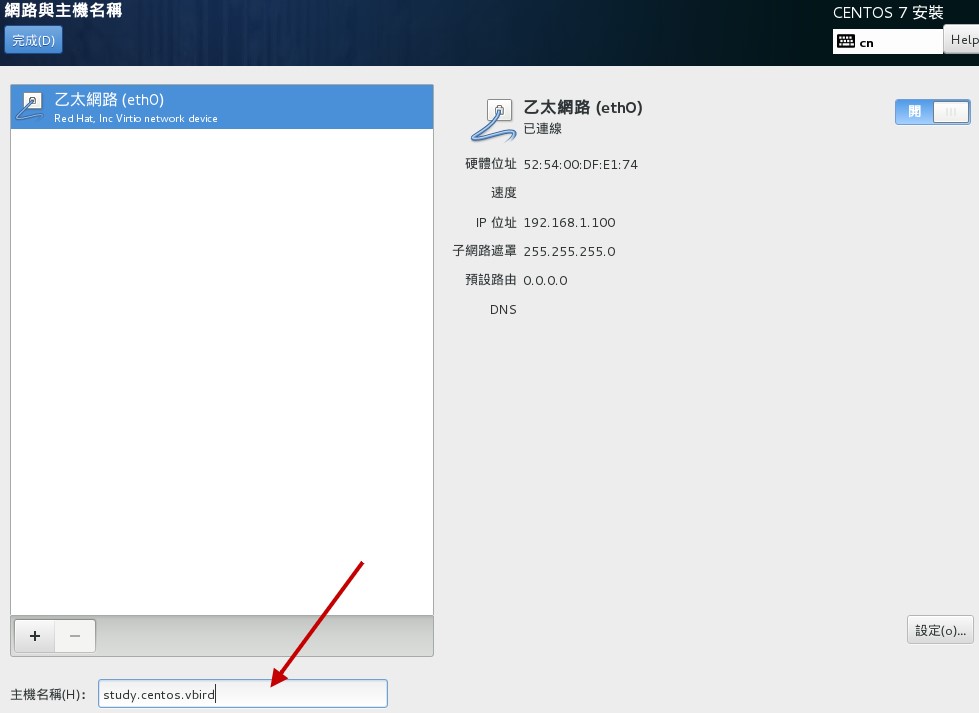 網路與主機名稱
CENTOS 7 安裝
完成(D)
cn
Help
乙太網路 (eth0)
Red Hat, Inc Virtio network device
乙太網路 (eth0)
已連線
開
硬體位址 52:54:00:DF:E1:74
速度
IP 位址 192.168.1.100
子網路遮罩 255.255.255.0
預設路由 0.0.0.0
DNS
+ −
設定(o)...
主機名稱(H): study.centos.vbird